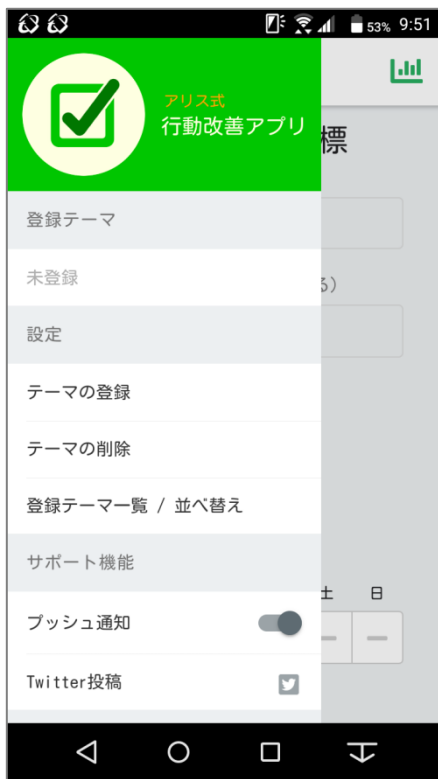 53% 9:51
アリス式
行動改善アプリ
標
登録テーマ
未登録
る)
設定
テーマの登録
テーマの削除
登録テーマ一覧 / 並べ替え
サポート機能
土 日
プッシュ通知
Twitter投稿